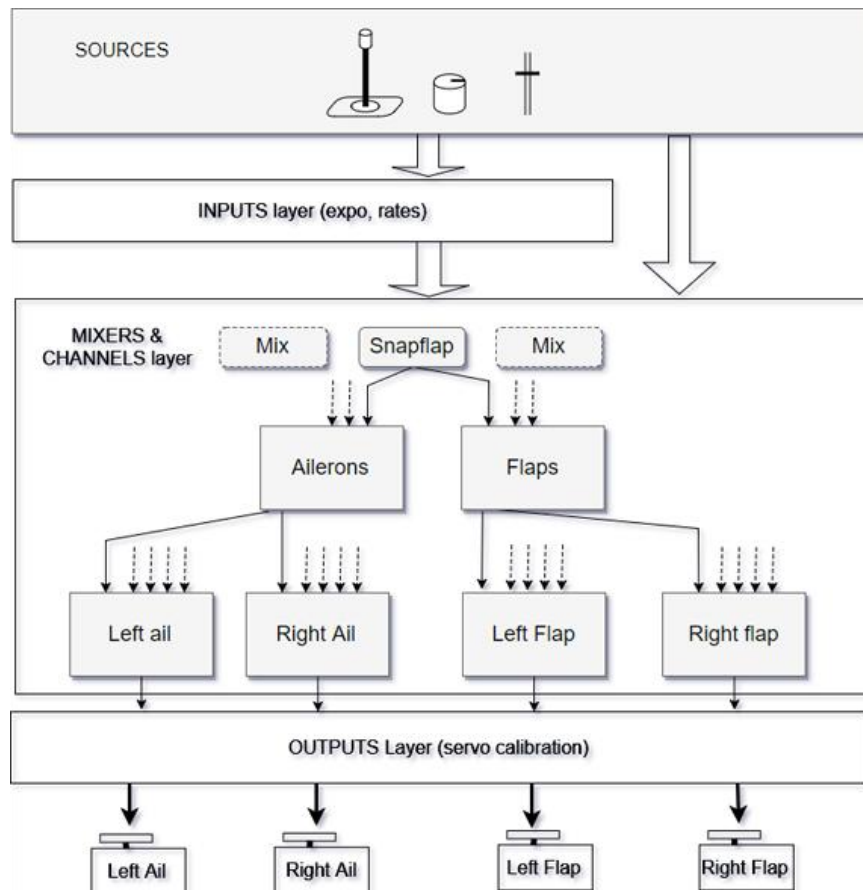 SOURCES
INPUTS layer (expo, rates)
MIXERS &
CHANNELS layer
Mix
Snapflap
Mix
Ailerons
Flaps
Left ail
Right Ail
Left Flap
Right flap
OUTPUTS Layer (servo calibration)
Left Ail
Right Ail
Left Flap
Right Flap